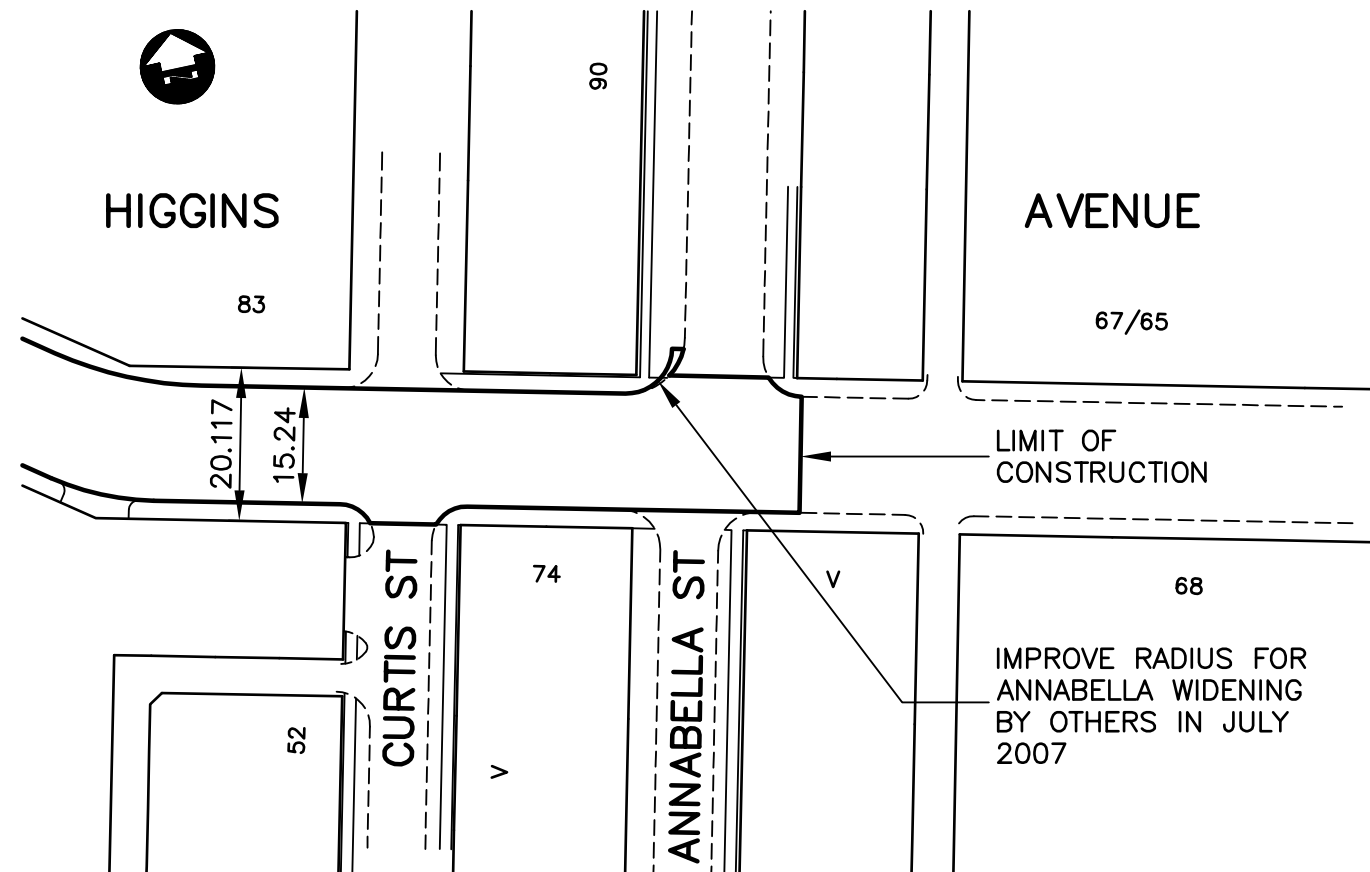 90
HIGGINS
AVENUE
83
67/65
20.117
15.24
LIMIT OF
CONSTRUCTION
CURTIS ST
74
ANNABELLA ST
V
68
IMPROVE RADIUS FOR
ANNABELLA WIDENING
BY OTHERS IN JULY
2007
52
V